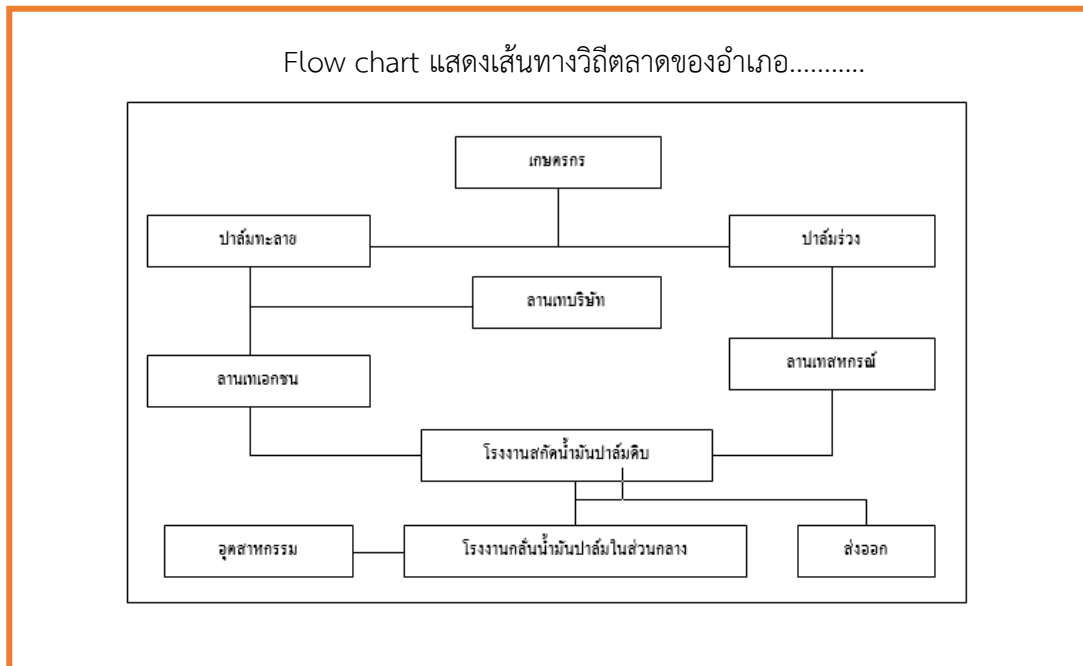 Flow chart แสดงเส้นทางวิถีตลาดของอำเภอ...........
เกษตรกร
ปาล์มทะลาย
ปาล์มร่วง
ลานเทบริษัท
ลานเทเอกชน
ลานเทสหกรณ์
โรงงานสกัดน้ำมันปาล์มดิบ
อุตสาหกรรม
โรงงานกลั่นน้ำมันปาล์มในส่วนกลาง
ส่งออก